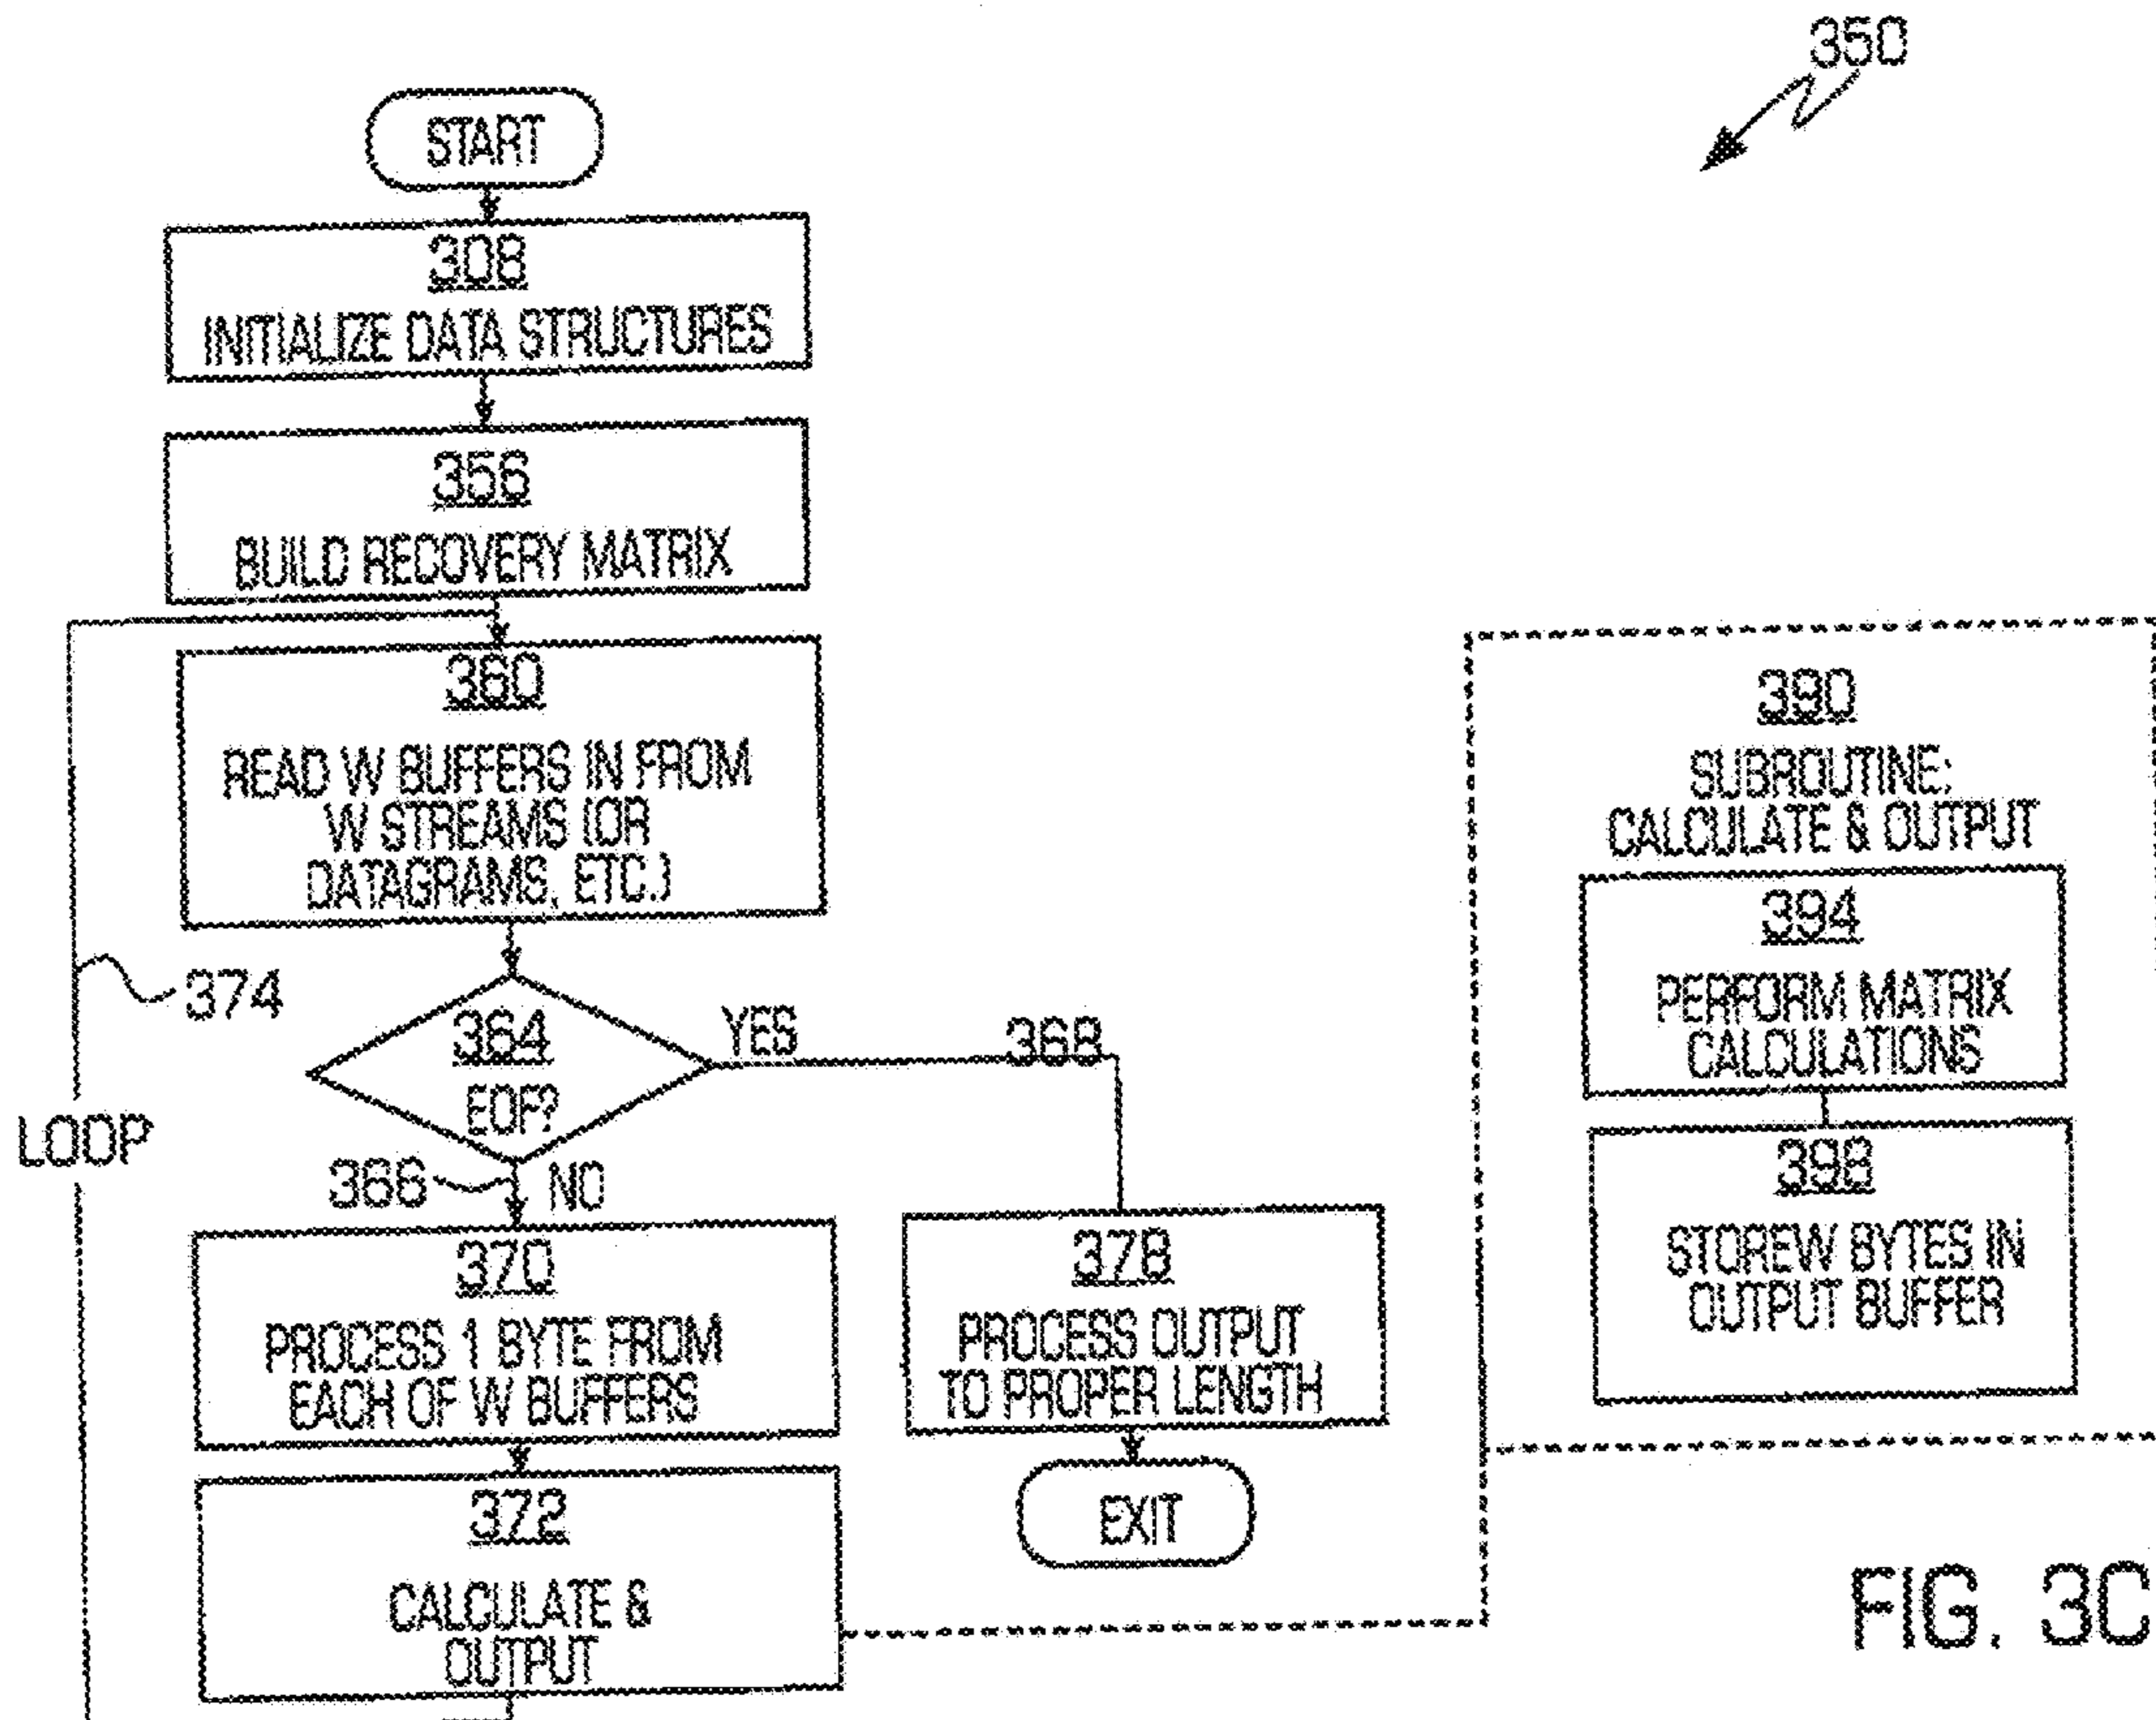 350
START
308
INITIALIZE DATA STRUCTURES
356
BUILD RECOVERY MATRIX
360
READ W BUFFERS IN FROM
W STREAMS (OR
DATAGRAMS, ETC.)
374
364
EOF?
YES
368
LOOP
366
NO
370
PROCESS 1 BYTE FROM
EACH OF W BUFFERS
372
CALCULATE &
OUTPUT
378
PROCESS OUTPUT
TO PROPER LENGTH
EXIT
390
SUBROUTINE:
CALCULATE & OUTPUT
394
PERFORM MATRIX
CALCULATIONS
398
STOREW BYTES IN
OUTPUT BUFFER
FIG. 3C